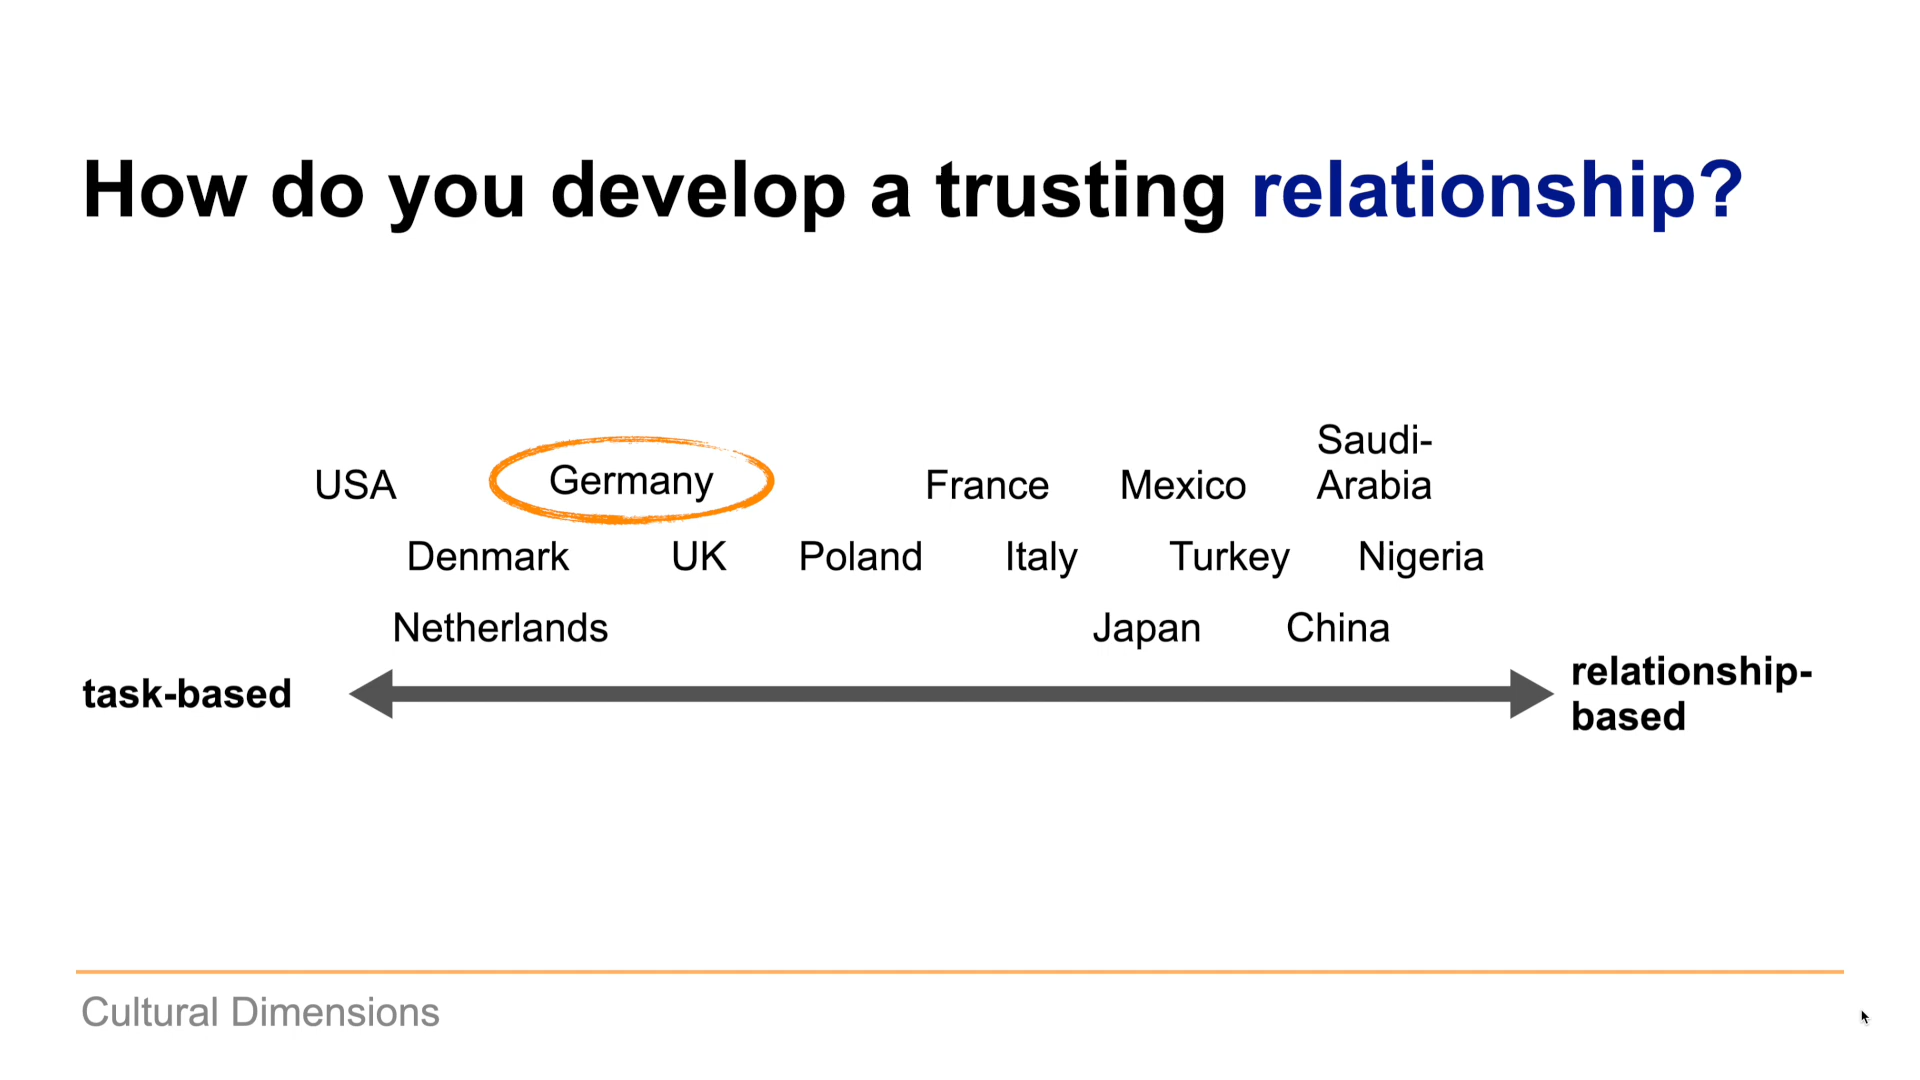 How do you develop a trusting relationship?
Saudi-
USA Germany France Mexico Arabia
Denmark UK Poland Italy Turkey Nigeria
Netherlands Japan China
task-based
relationship-
based
Cultural Dimensions